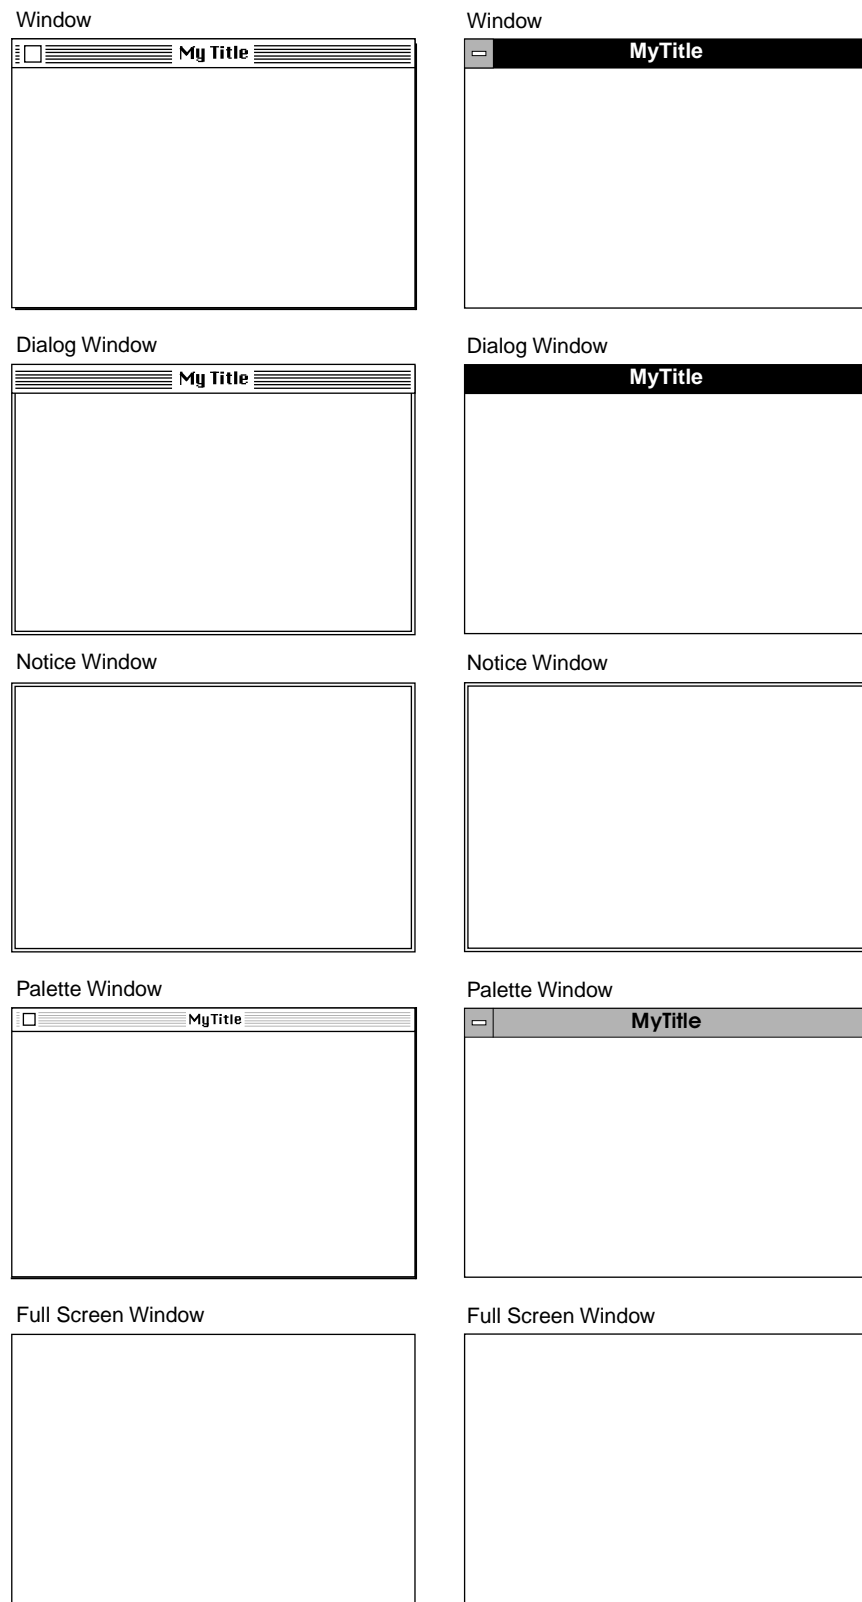 Window
My Title
Window
MyTitle
Dialog Window
My Title
Dialog Window
MyTitle
Notice Window
Notice Window
Palette Window
MyTitle
Palette Window
MyTitle
Full Screen Window
Full Screen Window